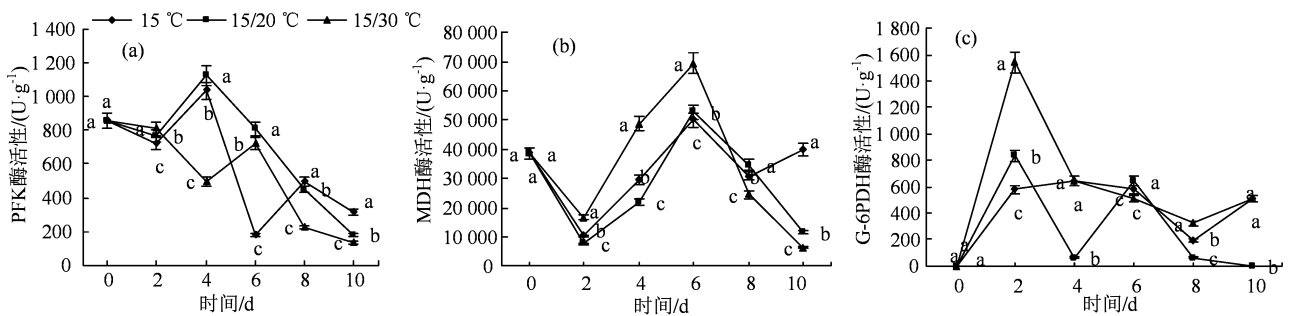 15 ℃ 15/20 ℃ 15/30 ℃
(a)
PFK酶活性/(U·g⁻¹)
1 400
1 200
1 000
800
600
400
200
0
a
a
a
b
c
a
b
c
a
b
c
a
b
c
a
b
c
0 2 4 6 8 10
时间/d
(b)
MDH酶活性/(U·g⁻¹)
80 000
70 000
60 000
50 000
40 000
30 000
20 000
10 000
0
a
a
a
a
b
c
a
b
c
b
c
a
b
c
a
b
c
0 2 4 6 8 10
时间/d
(c)
G-6PDH酶活性/(U·g⁻¹)
1 800
1 600
1 400
1 200
1 000
800
600
400
200
0
a
a
a
a
b
c
a
b
a
c
c
a
b
c
a
a
b
0 2 4 6 8 10
时间/d